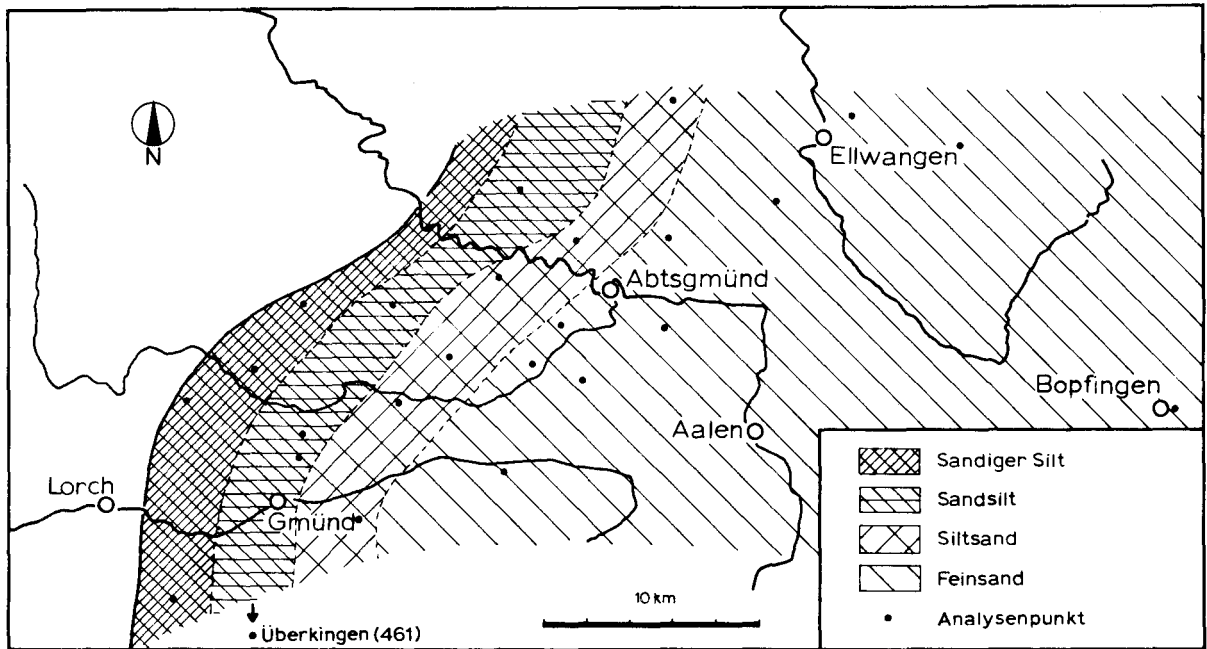 N
Ellwangen
Abtsgmünd
Bopfingen
Aalen
Lorch
Gmünd
10 km
Überkingen (461)
Sandiger Silt
Sandsilt
Siltsand
Feinsand
Analysenpunkt